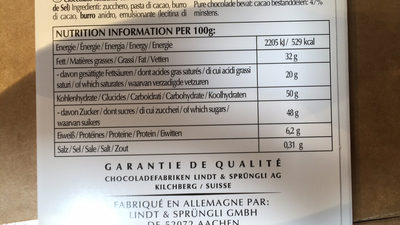 de Sel) Ingredienti: zucchero, pasta di cacao, burro
di cacao, burro anidro, emulsionante (lecitina di
Pure chocolade bevat: cacao bestanddelen: 47%
minstens.
NUTRITION INFORMATION PER 100g:
Energie / Énergie / Energia / Energy / Energie 2205 kJ / 529 kcal
Fett / Matières grasses / Grassi / Fat / Vetten 32 g
- davon gesättigte Fettsäuren / dont acides gras saturés / di cui acidi grassi
saturi / of which saturates / waarvan verzadigde vetzuren 20 g
Kohlenhydrate / Glucides / Carboidrati / Carbohydrate / Koolhydraten 50 g
- davon Zucker / dont sucres / di cui zuccheri / of which sugars /
waarvan suikers 48 g
Eiweiß / Protéines / Proteine / Protein / Eiwitten 6,2 g
Salz / Sel / Sale / Salt / Zout 0,31 g
GARANTIE DE QUALITÉ
CHOCOLADEFABRIKEN LINDT & SPRÜNGLI AG
KILCHBERG / SUISSE
FABRIQUÉ EN ALLEMAGNE PAR:
LINDT & SPRÜNGLI GMBH
DE 52072 AACHEN